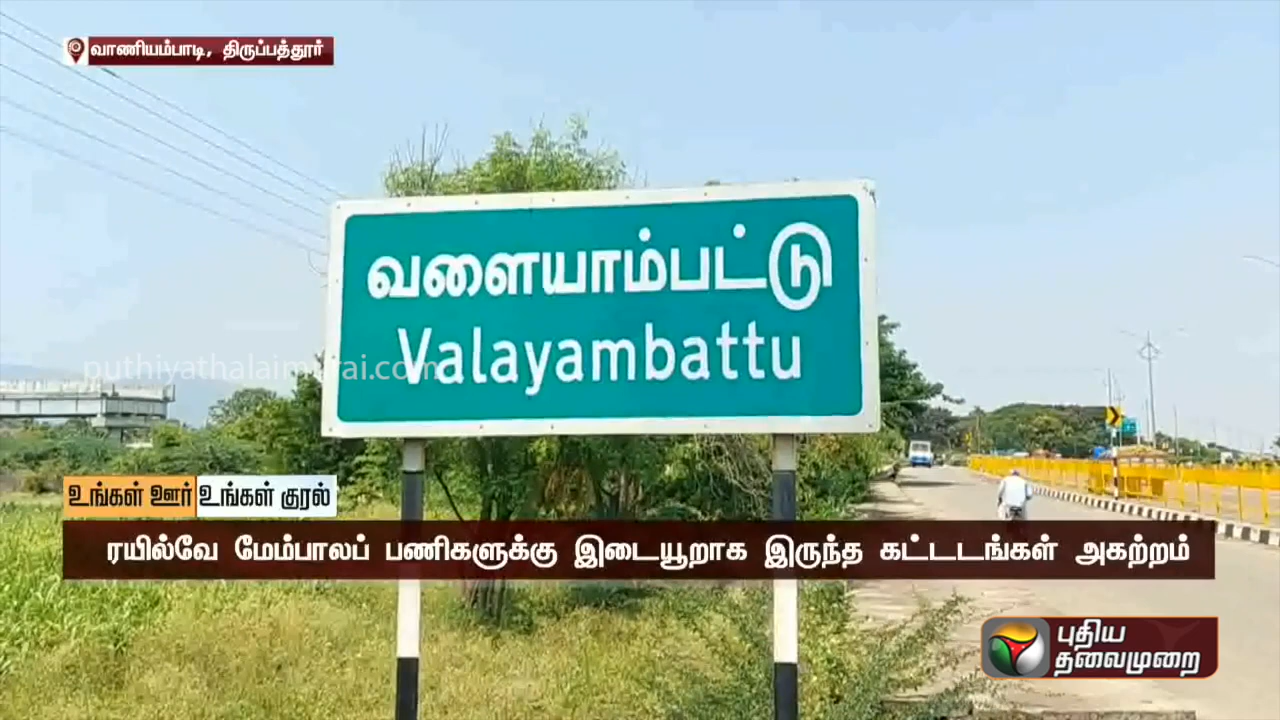 வாணியம்பாடி, திருப்பத்தூர்
வளையாம்பட்டு
Valayambattu
puthiyathalaimurai.com
உங்கள் ஊர் உங்கள் குரல்
ரயில்வே மேம்பாலப் பணிகளுக்கு இடையூறாக இருந்த கட்டடங்கள் அகற்றம்
புதிய
தலைமுறை